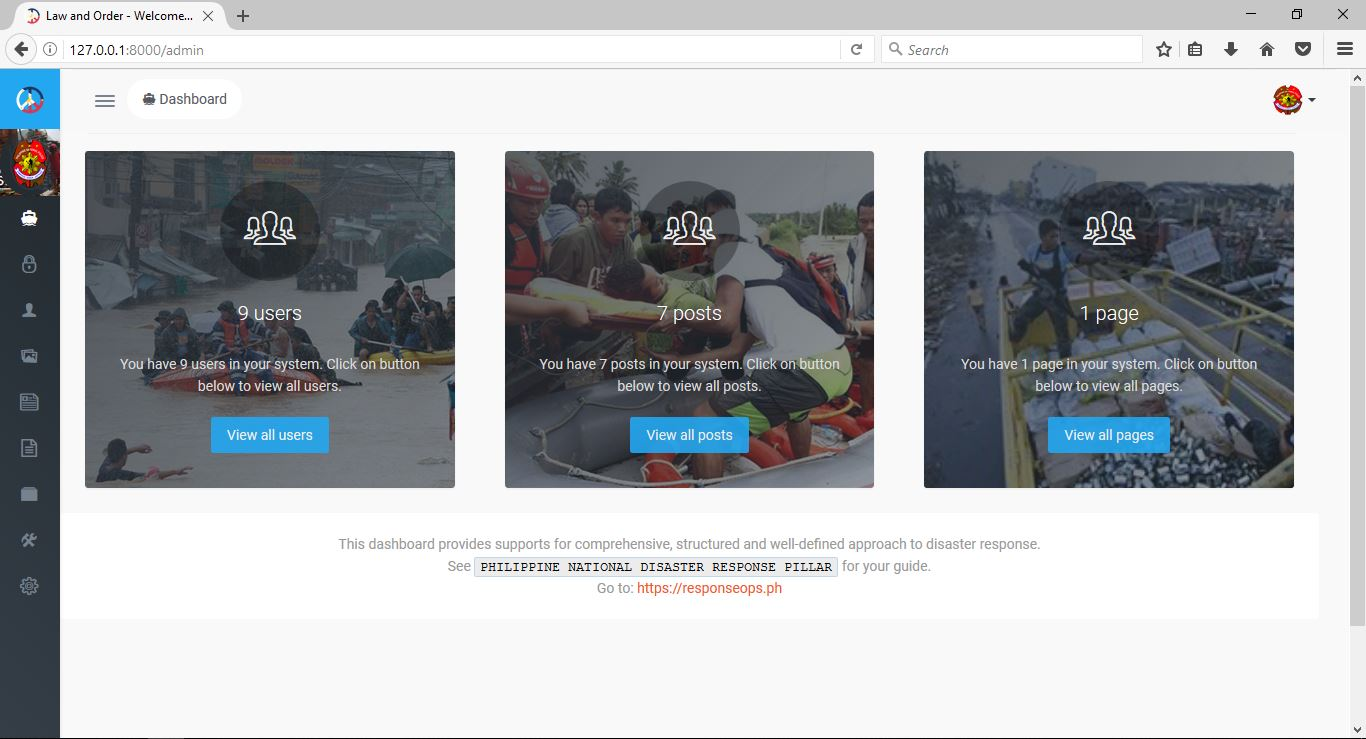 Law and Order - Welcome...
127.0.0.1:8000/admin
Search
Dashboard
9 users
You have 9 users in your system. Click on button
below to view all users.
View all users
7 posts
You have 7 posts in your system. Click on button
below to view all posts.
View all posts
1 page
You have 1 page in your system. Click on button
below to view all pages.
View all pages
This dashboard provides supports for comprehensive, structured and well-defined approach to disaster response.
See PHILIPPINE NATIONAL DISASTER RESPONSE PILLAR for your guide.
Go to: https://responseops.ph